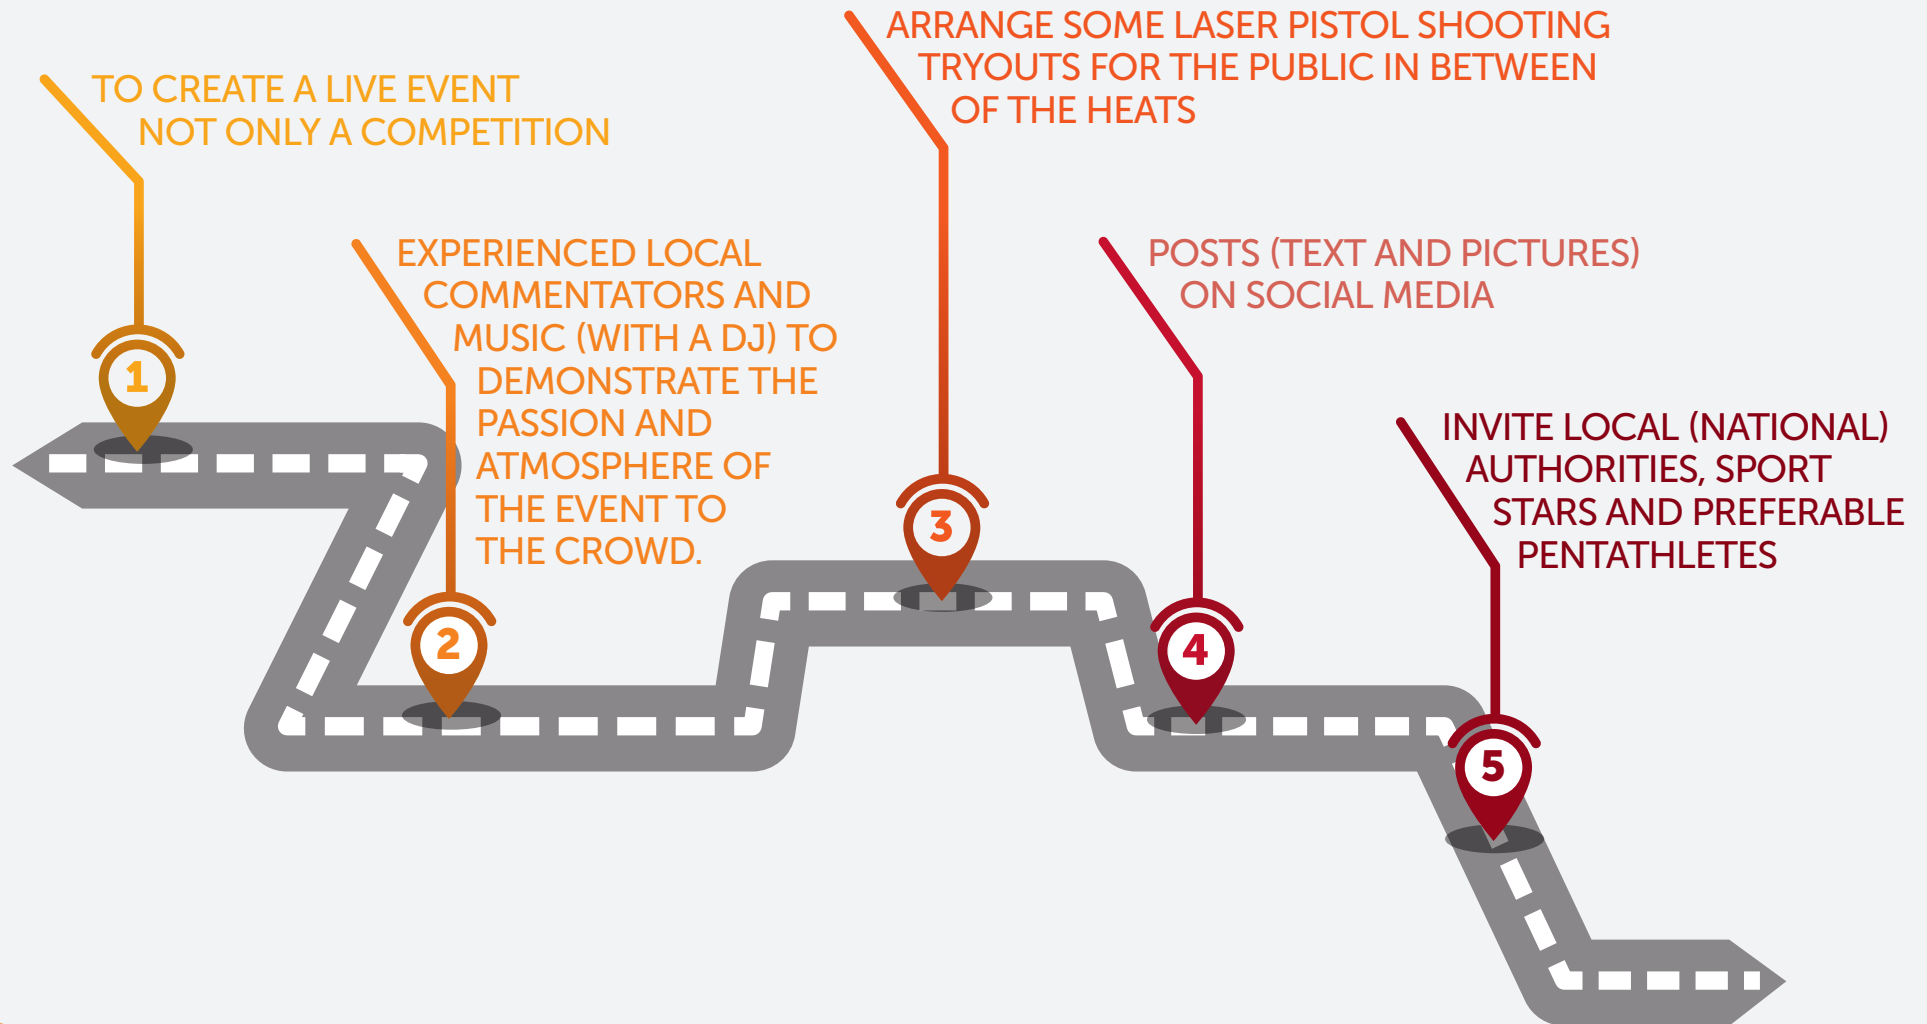 TO CREATE A LIVE EVENT
NOT ONLY A COMPETITION
1
EXPERIENCED LOCAL
COMMENTATORS AND
MUSIC (WITH A DJ) TO
DEMONSTRATE THE
PASSION AND
ATMOSPHERE OF
THE EVENT TO
THE CROWD.
2
ARRANGE SOME LASER PISTOL SHOOTING
TRYOUTS FOR THE PUBLIC IN BETWEEN
OF THE HEATS
3
POSTS (TEXT AND PICTURES)
ON SOCIAL MEDIA
4
INVITE LOCAL (NATIONAL)
AUTHORITIES, SPORT
STARS AND PREFERABLE
PENTATHLETES
5